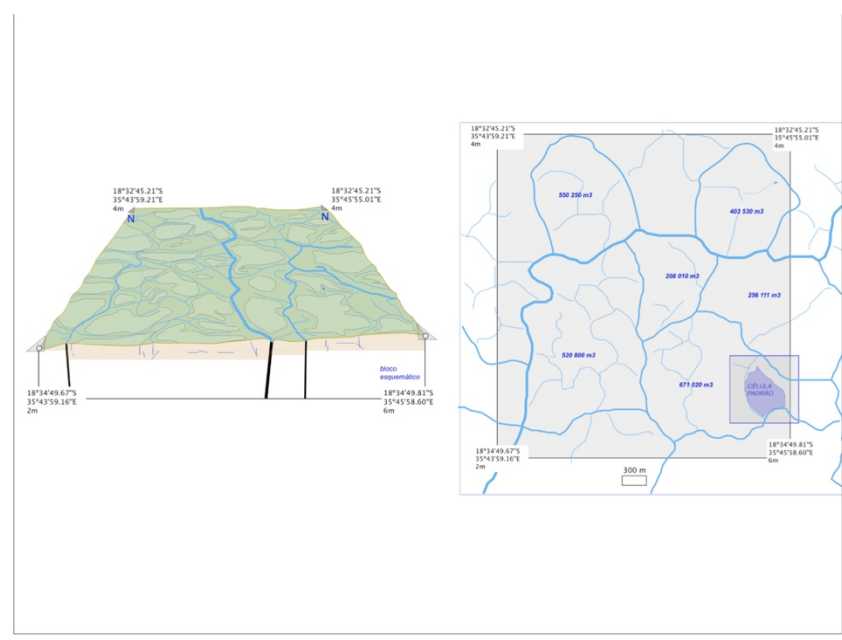 18°32'45.21"S
35°43'59.21"E
4m
N
18°32'45.21"S
35°45'55.01"E
4m
N
bloco
esquemático
18°34'49.67"S
35°43'59.16"E
2m
18°34'49.81"S
35°45'58.60"E
6m
18°32'45.21"S
35°43'59.21"E
4m
18°32'45.21"S
35°45'55.01"E
4m
550 250 m3
403 530 m3
208 010 m3
256 111 m3
520 800 m3
671 020 m3
CÉLULA
PADRÃO
18°34'49.67"S
35°43'59.16"E
2m
18°34'49.81"S
35°45'58.60"E
6m
300 m